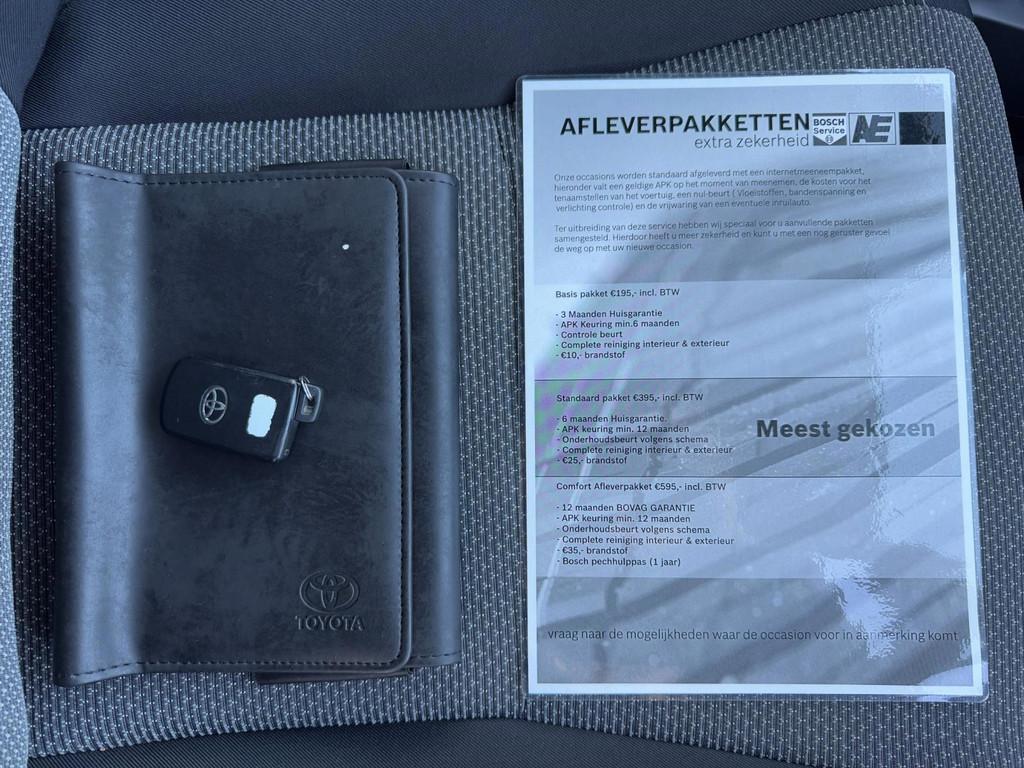 AFLEVERPAKKETTEN
extra zekerheid
BOSCH
Service
AE
Onze occasions worden standaard afgeleverd met een internetmeeneempakket,
hieronder valt een geldige APK op het moment van meenemen, de kosten voor het
tenaamstellen van het voertuig, een nul-beurt ( Vloeistoffen, bandenspanning en
verlichting controle) en de vrijwaring van een eventuele inruilauto.
Ter uitbreiding van deze service hebben wij speciaal voor u aanvullende pakketten
samengesteld. Hierdoor heeft u meer zekerheid en kunt u met een nog geruster gevoel
de weg op met uw nieuwe occasion.
Basis pakket €195,- incl. BTW
- 3 Maanden Huisgarantie
- APK Keuring min.6 maanden
- Controle beurt
- Complete reiniging interieur & exterieur
- €10,- brandstof
Standaard pakket €395,- incl. BTW
- 6 maanden Huisgarantie.
- APK keuring min. 12 maanden
- Onderhoudsbeurt volgens schema
- Complete reiniging interieur & exterieur
- €25,- brandstof
Meest gekozen
Comfort Afleverpakket €595,- incl. BTW
- 12 maanden BOVAG GARANTIE
- APK keuring min. 12 maanden
- Onderhoudsbeurt volgens schema
- Complete reiniging interieur & exterieur
- €35,- brandstof
- Bosch pechhulppas (1 jaar)
vraag naar de mogelijkheden waar de occasion voor in aanmerking komt
TOYOTA